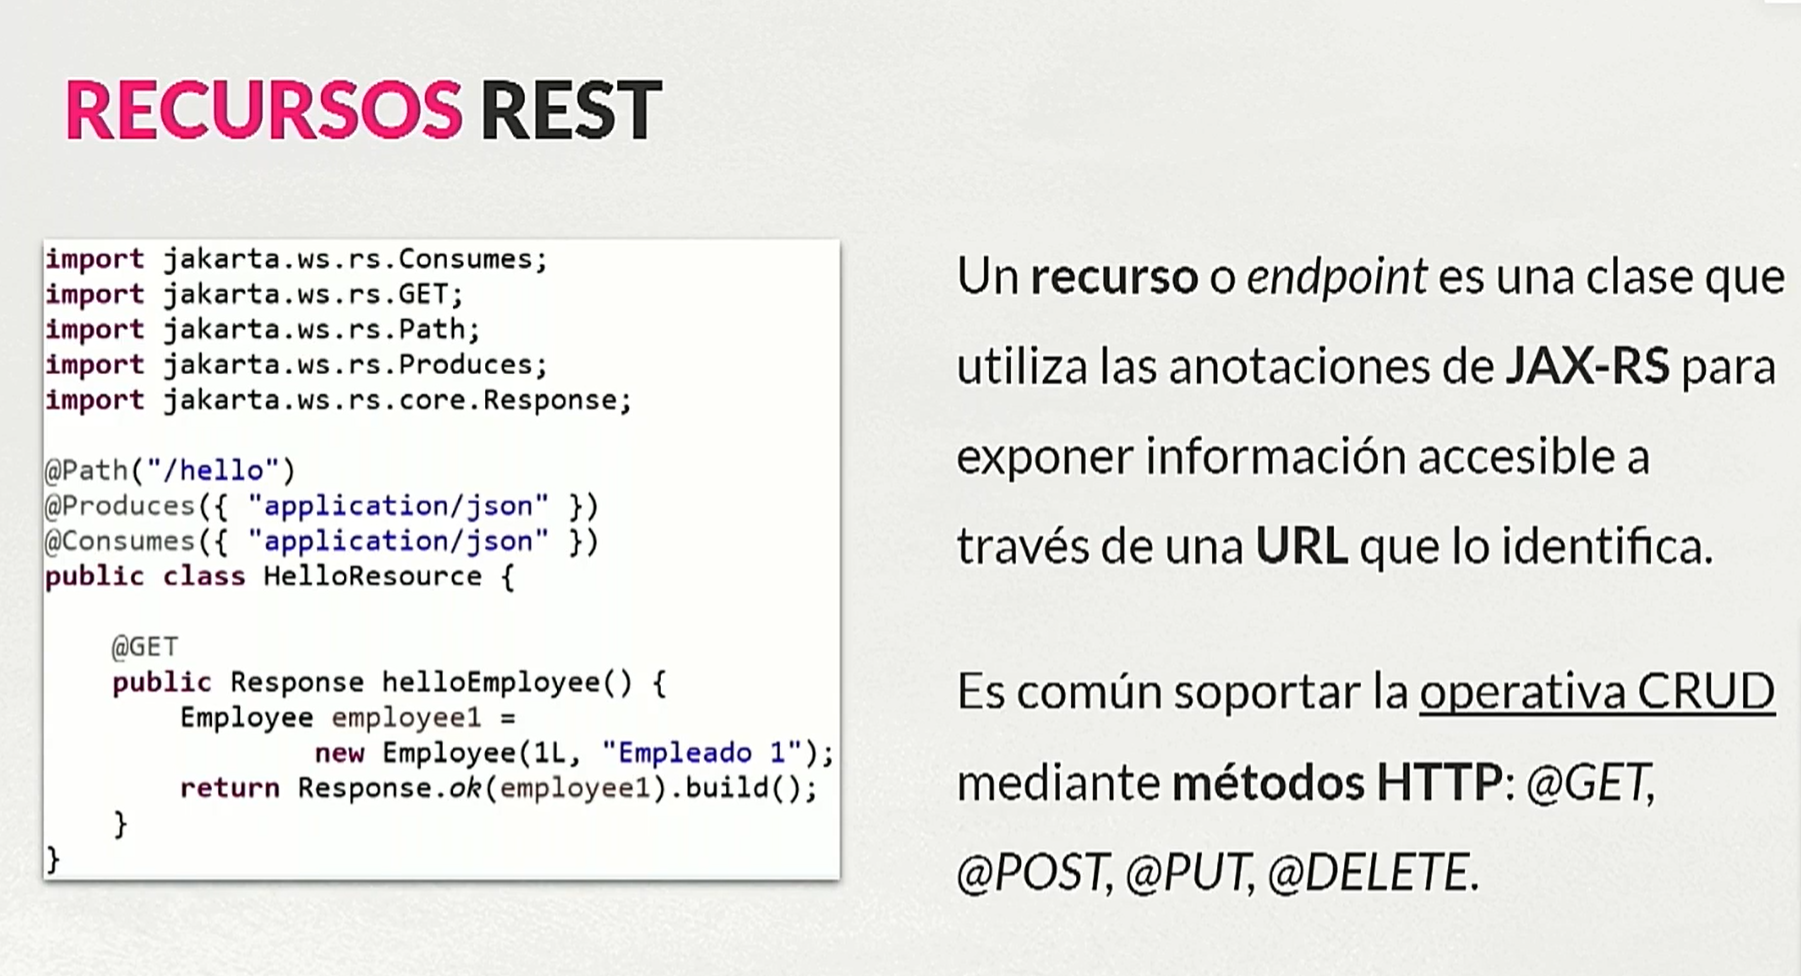 RECURSOS REST
import jakarta.ws.rs.Consumes;
import jakarta.ws.rs.GET;
import jakarta.ws.rs.Path;
import jakarta.ws.rs.Produces;
import jakarta.ws.rs.core.Response;
@Path("/hello")
@Produces({ "application/json" })
@Consumes({ "application/json" })
public class HelloResource {
@GET
public Response helloEmployee() {
Employee employee1 =
new Employee(1L, "Empleado 1");
return Response.ok(employee1).build();
}
}
Un recurso o endpoint es una clase que
utiliza las anotaciones de JAX-RS para
exponer información accesible a
través de una URL que lo identifica.
Es común soportar la operativa CRUD
mediante métodos HTTP: @GET,
@POST, @PUT, @DELETE.